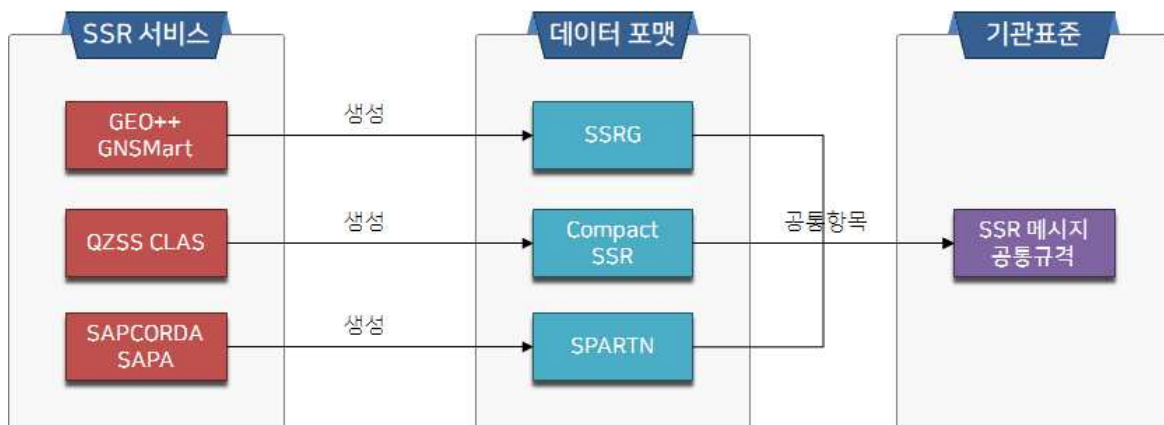 SSR 서비스
데이터 포맷
기관표준
GEO++
GNSMart
생성
SSRG
QZSS CLAS
생성
Compact
SSR
공통항목
SSR 메시지
공통규격
SAPCORDA
SAPA
생성
SPARTN